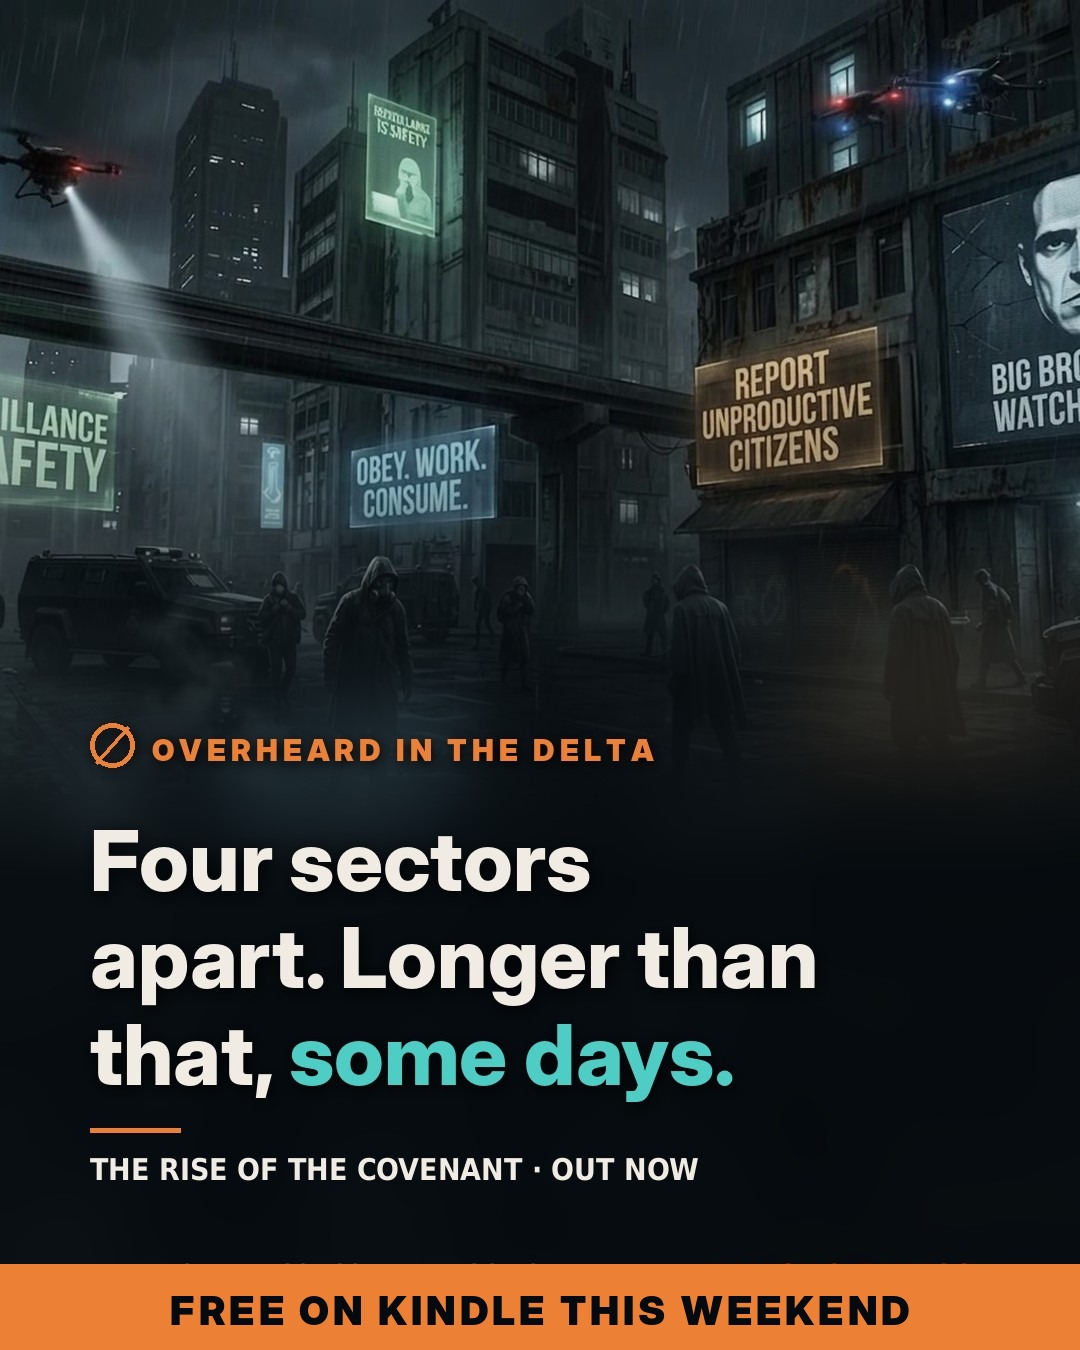 IS SAFETY
ILLANCE
AFETY
OBEY. WORK.
CONSUME.
REPORT
UNPRODUCTIVE
CITIZENS
BIG BRO
WATCH
OVERHEARD IN THE DELTA
Four sectors
apart. Longer than
that, some days.
THE RISE OF THE COVENANT · OUT NOW
FREE ON KINDLE THIS WEEKEND